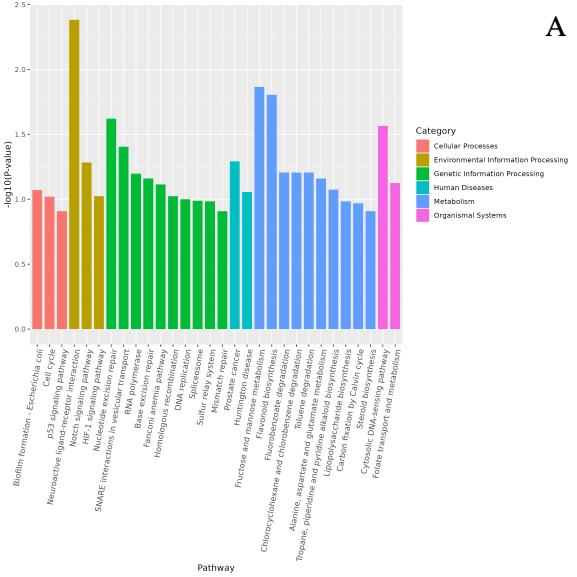 A
2.5
2.0
1.5
1.0
0.5
0.0
-log10(P-value)
Category
Cellular Processes
Environmental Information Processing
Genetic Information Processing
Human Diseases
Metabolism
Organismal Systems
Biofilm formation - Escherichia coli
Cell cycle
p53 signaling pathway
Neuroactive ligand-receptor interaction
Notch signaling pathway
HIF-1 signaling pathway
Nucleotide excision repair
SNARE interactions in vesicular transport
RNA polymerase
Base excision repair
Fanconi anemia pathway
Homologous recombination
DNA replication
Spliceosome
Sulfur relay system
Mismatch repair
Prostate cancer
Huntington disease
Fructose and mannose metabolism
Flavonoid biosynthesis
Fluorobenzoate degradation
Chlorocyclohexane and chlorobenzene degradation
Toluene degradation
Alanine, aspartate and glutamate metabolism
Tropane, piperidine and pyridine alkaloid biosynthesis
Lipopolysaccharide biosynthesis
Carbon fixation by Calvin cycle
Steroid biosynthesis
Cytosolic DNA-sensing pathway
Folate transport and metabolism
Pathway